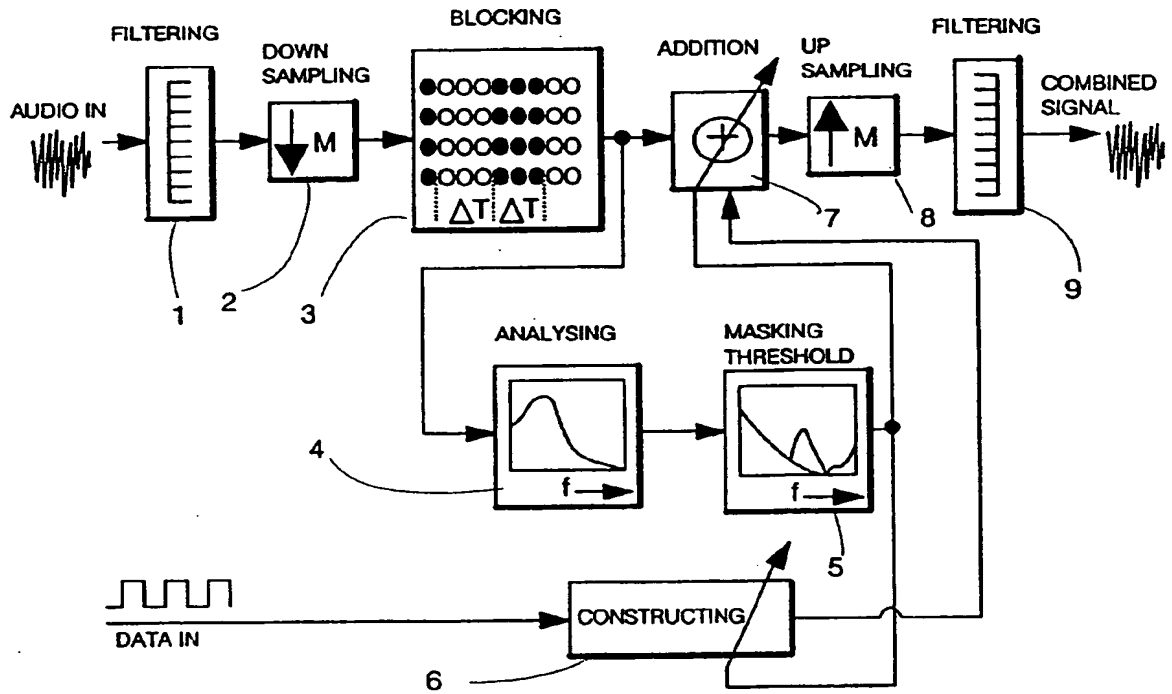 BLOCKING
FILTERING
DOWN
SAMPLING
ADDITION
UP
SAMPLING
FILTERING
AUDIO IN
COMBINED
SIGNAL
M
M
ΔT ΔT
1
2
3
7
8
9
ANALYSING
MASKING
THRESHOLD
4
f
f
5
DATA IN
CONSTRUCTING
6